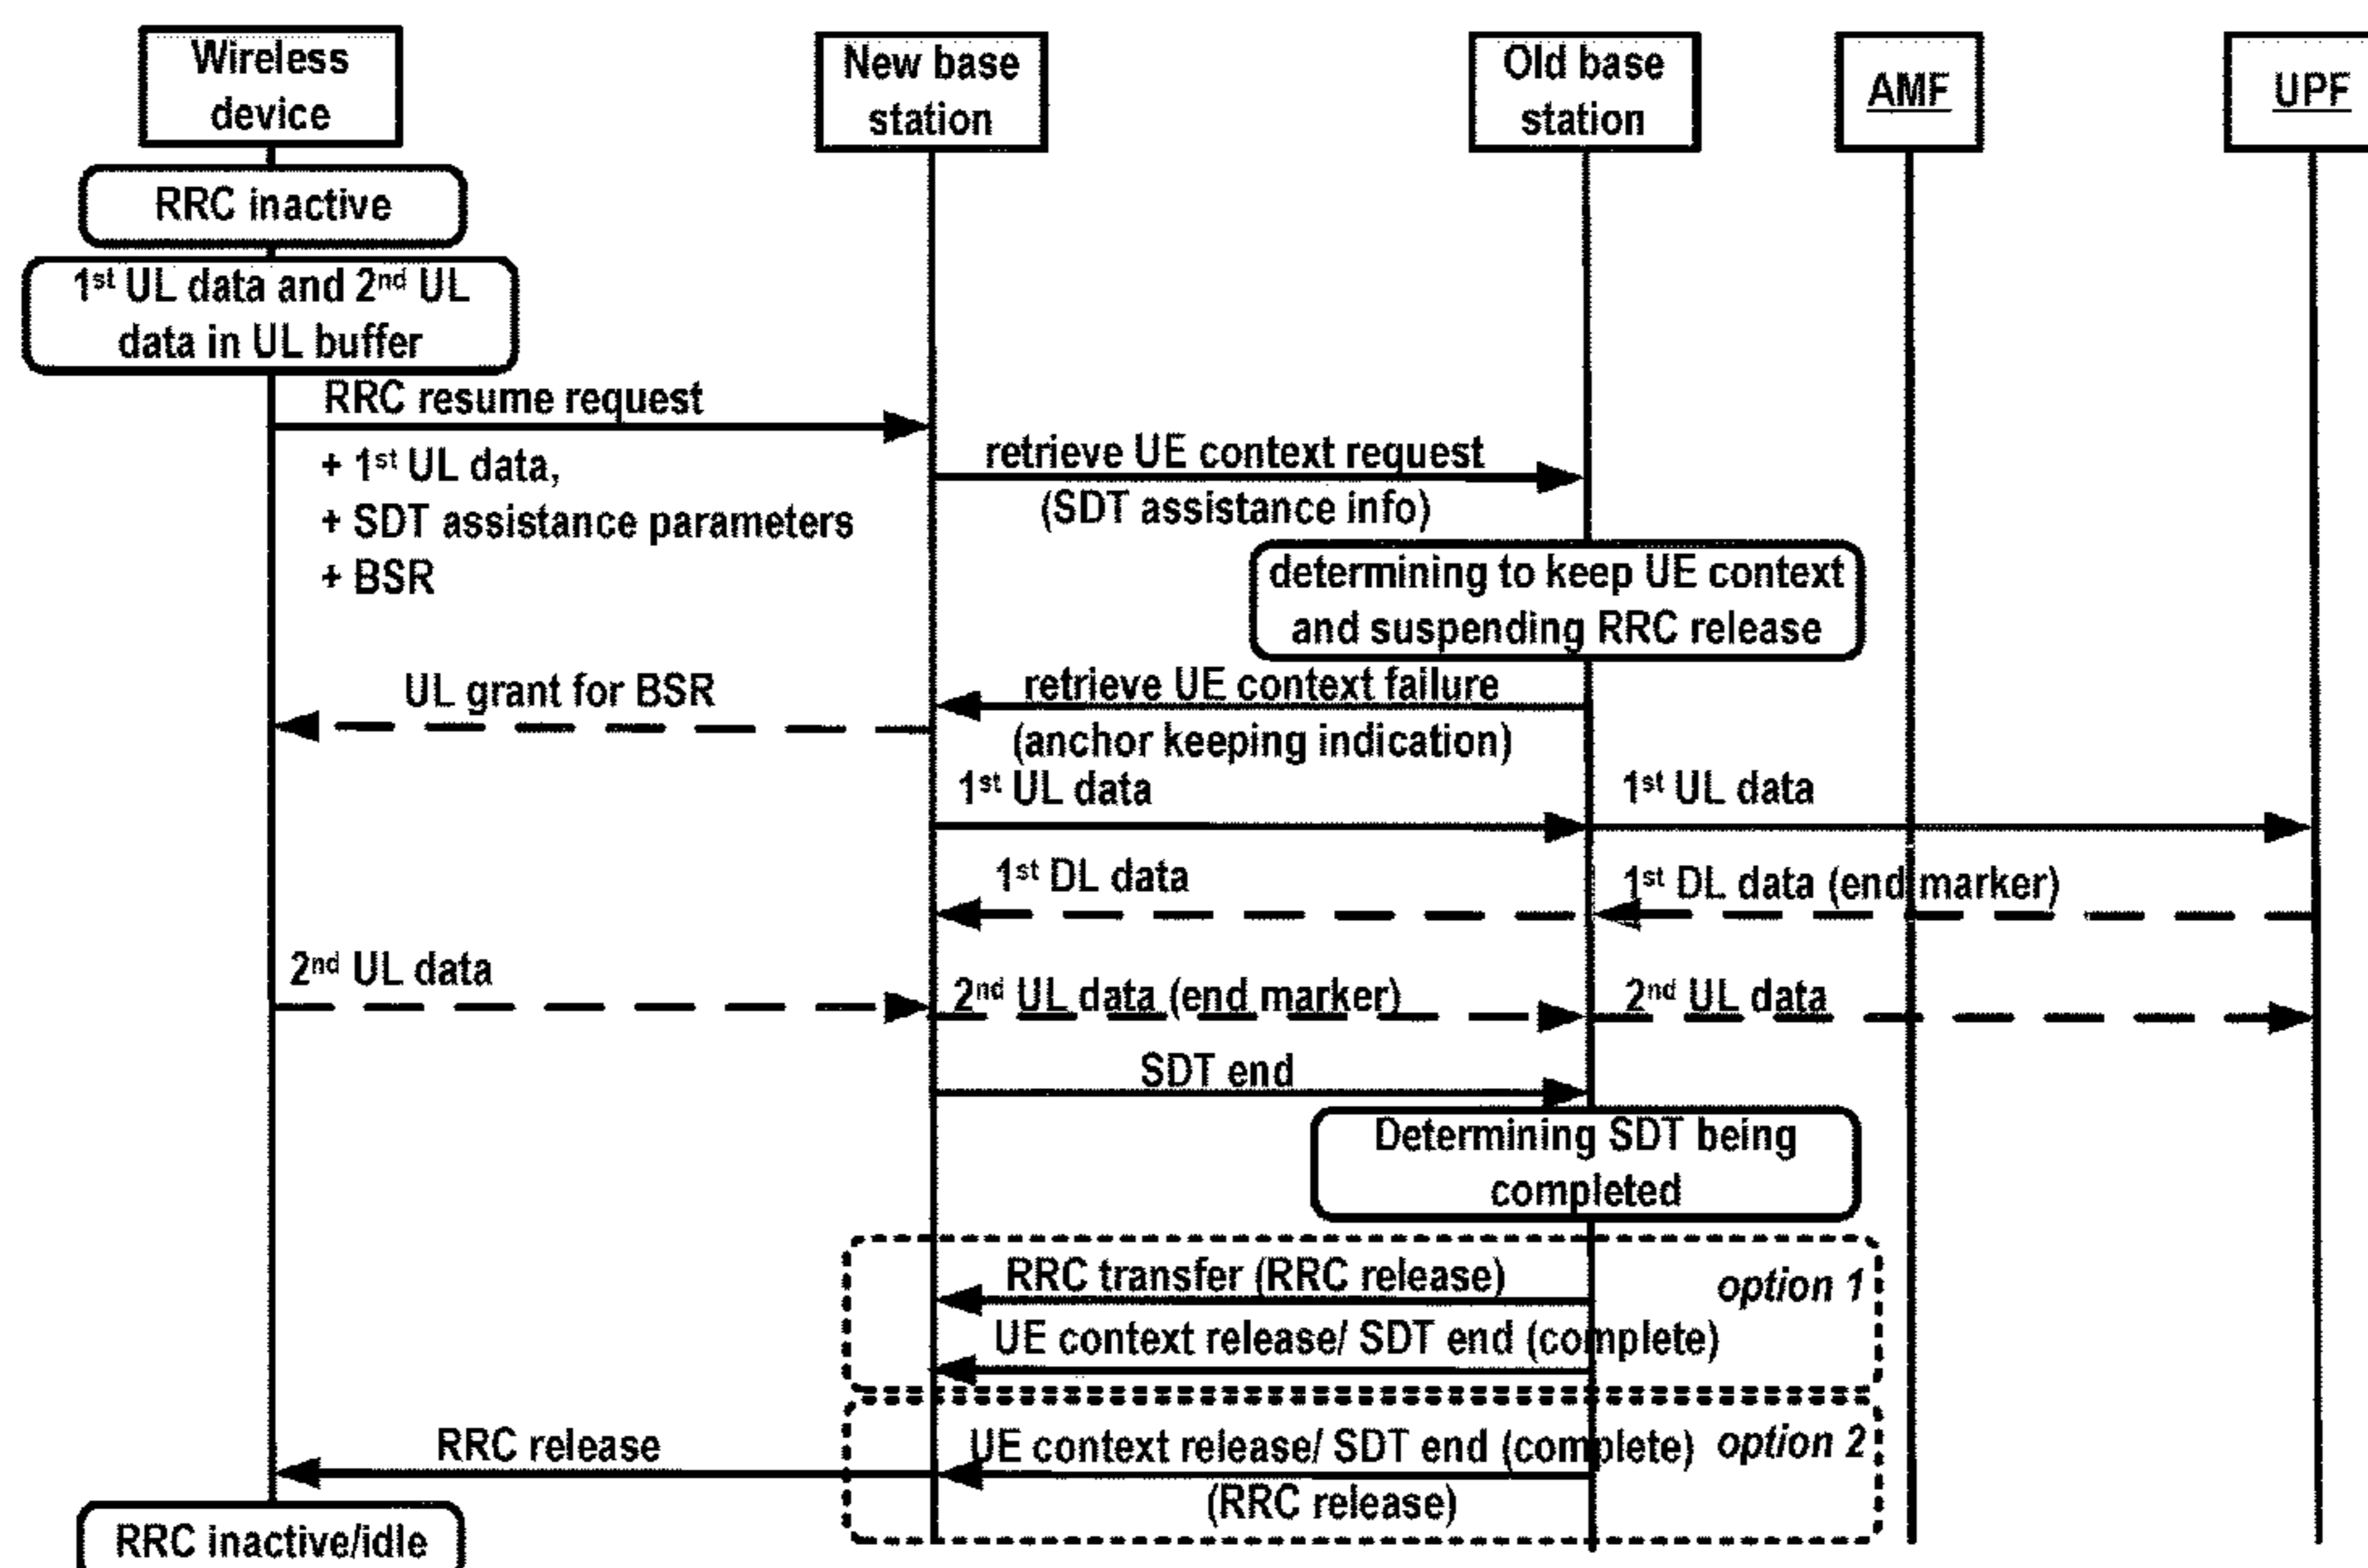 Wireless
device
New base
station
Old base
station
AMF
UPF
RRC inactive
1st UL data and 2nd UL
data in UL buffer
RRC resume request
+ 1st UL data,
+ SDT assistance parameters
+ BSR
retrieve UE context request
(SDT assistance info)
determining to keep UE context
and suspending RRC release
UL grant for BSR
retrieve UE context failure
(anchor keeping indication)
1st UL data
1st UL data
1st DL data
1st DL data (end marker)
2nd UL data
2nd UL data (end marker)
2nd UL data
SDT end
Determining SDT being
completed
RRC transfer (RRC release)
option 1
UE context release/ SDT end (complete)
RRC release
UE context release/ SDT end (complete)
option 2
(RRC release)
RRC inactive/idle